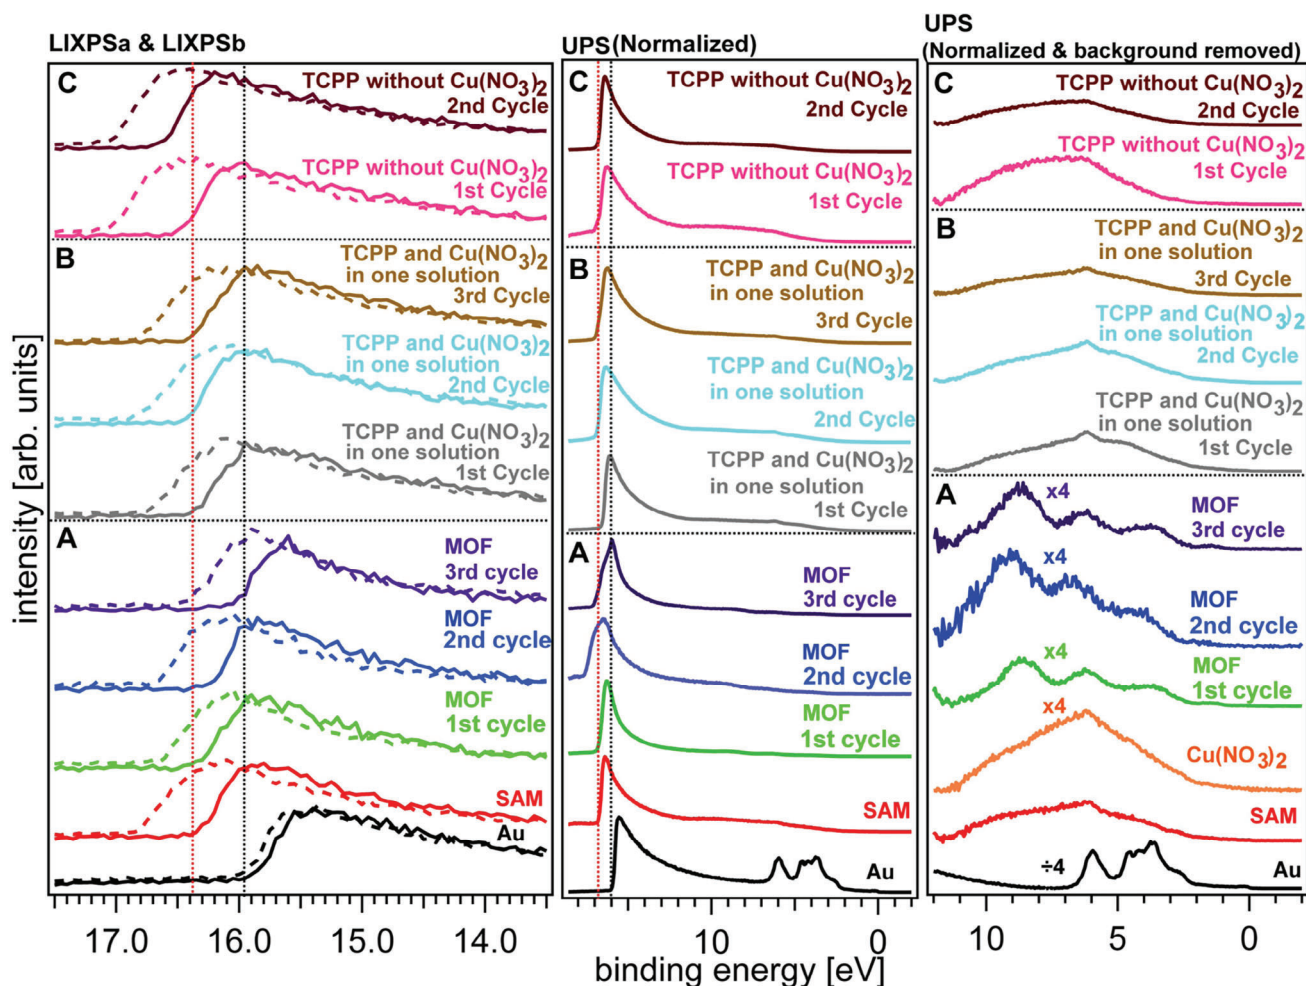 LIXPSa & LIXPSb
C
TCPP without Cu(NO3)2
2nd Cycle
TCPP without Cu(NO3)2
1st Cycle
B
TCPP and Cu(NO3)2
in one solution
3rd Cycle
TCPP and Cu(NO3)2
in one solution
2nd Cycle
TCPP and Cu(NO3)2
in one solution
1st Cycle
A
MOF
3rd cycle
MOF
2nd cycle
MOF
1st cycle
SAM
Au
17.0 16.0 15.0 14.0
intensity [arb. units]
UPS (Normalized)
C
TCPP without Cu(NO3)2
2nd Cycle
TCPP without Cu(NO3)2
1st Cycle
B
TCPP and Cu(NO3)2
in one solution
3rd Cycle
TCPP and Cu(NO3)2
in one solution
2nd Cycle
TCPP and Cu(NO3)2
in one solution
1st Cycle
A
MOF
3rd cycle
MOF
2nd cycle
MOF
1st cycle
SAM
Au
10 0
binding energy [eV]
UPS
(Normalized & background removed)
C
TCPP without Cu(NO3)2
2nd Cycle
TCPP without Cu(NO3)2
1st Cycle
B
TCPP and Cu(NO3)2
in one solution
3rd Cycle
TCPP and Cu(NO3)2
in one solution
2nd Cycle
TCPP and Cu(NO3)2
in one solution
1st Cycle
A
x4
MOF
3rd cycle
x4
MOF
2nd cycle
x4
MOF
1st cycle
x4
Cu(NO3)2
SAM
÷4
Au
10 5 0